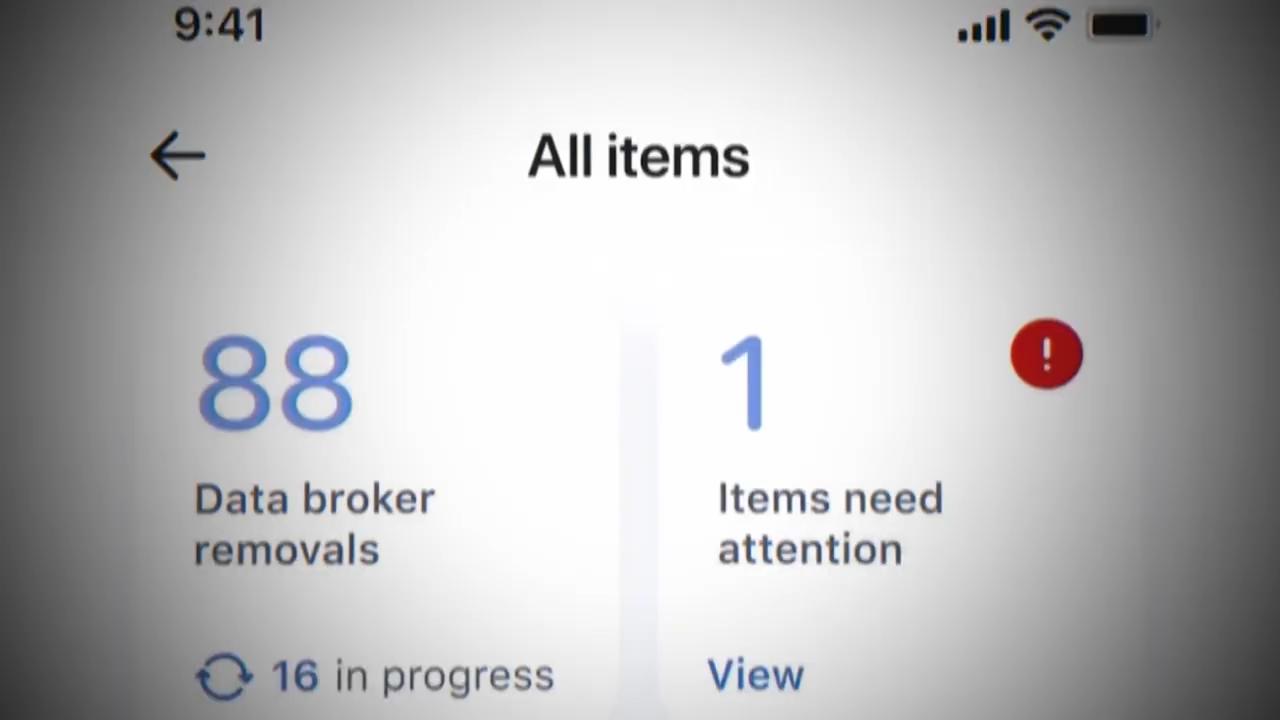 9:41
All items
88
Data broker
removals
16 in progress
1
!
Items need
attention
View